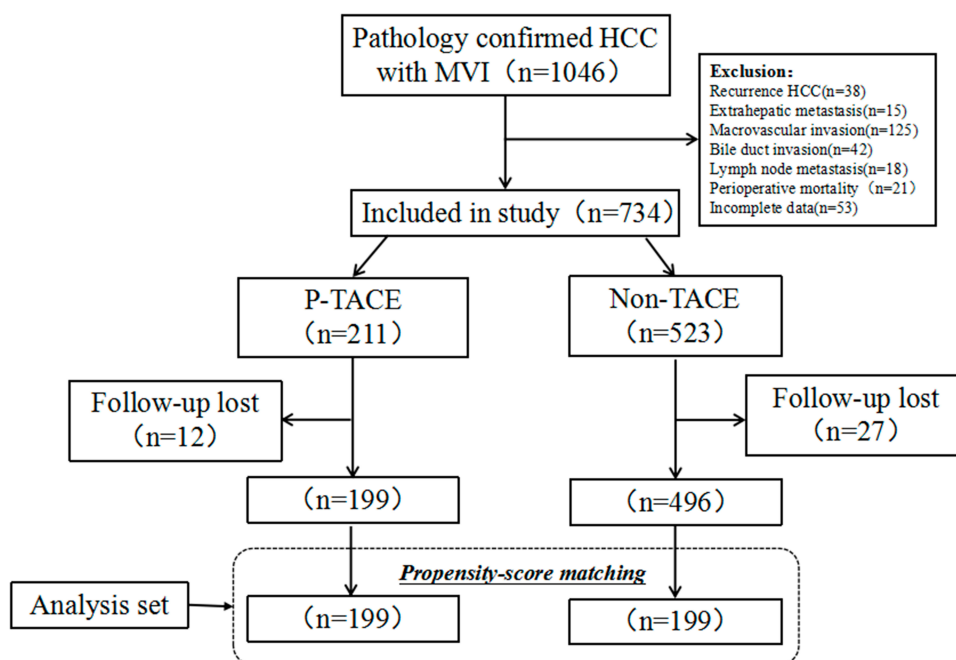 Pathology confirmed HCC
with MVI（n=1046）
Exclusion：
Recurrence HCC(n=38)
Extrahepatic metastasis(n=15)
Macrovascular invasion(n=125)
Bile duct invasion(n=42)
Lymph node metastasis(n=18)
Perioperative mortality（n=21）
Incomplete data(n=53)
Included in study（n=734）
P-TACE
（n=211）
Non-TACE
（n=523）
Follow-up lost
（n=12）
Follow-up lost
（n=27）
（n=199）
（n=496）
Propensity-score matching
Analysis set
（n=199）
（n=199）